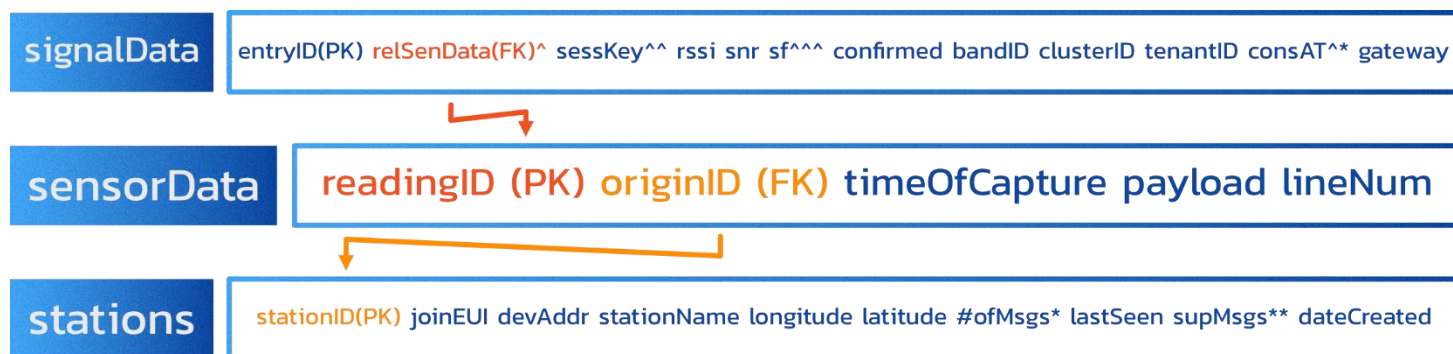 signalData
entryID(PK) relSenData(FK)^ sessKey^^ rssi snr sf^^^ confirmed bandID clusterID tenantID consAT^* gateway
sensorData
readingID (PK) originID (FK) timeOfCapture payload lineNum
stations
stationID(PK) joinEUI devAddr stationName longitude latitude #ofMsgs* lastSeen supMsgs** dateCreated